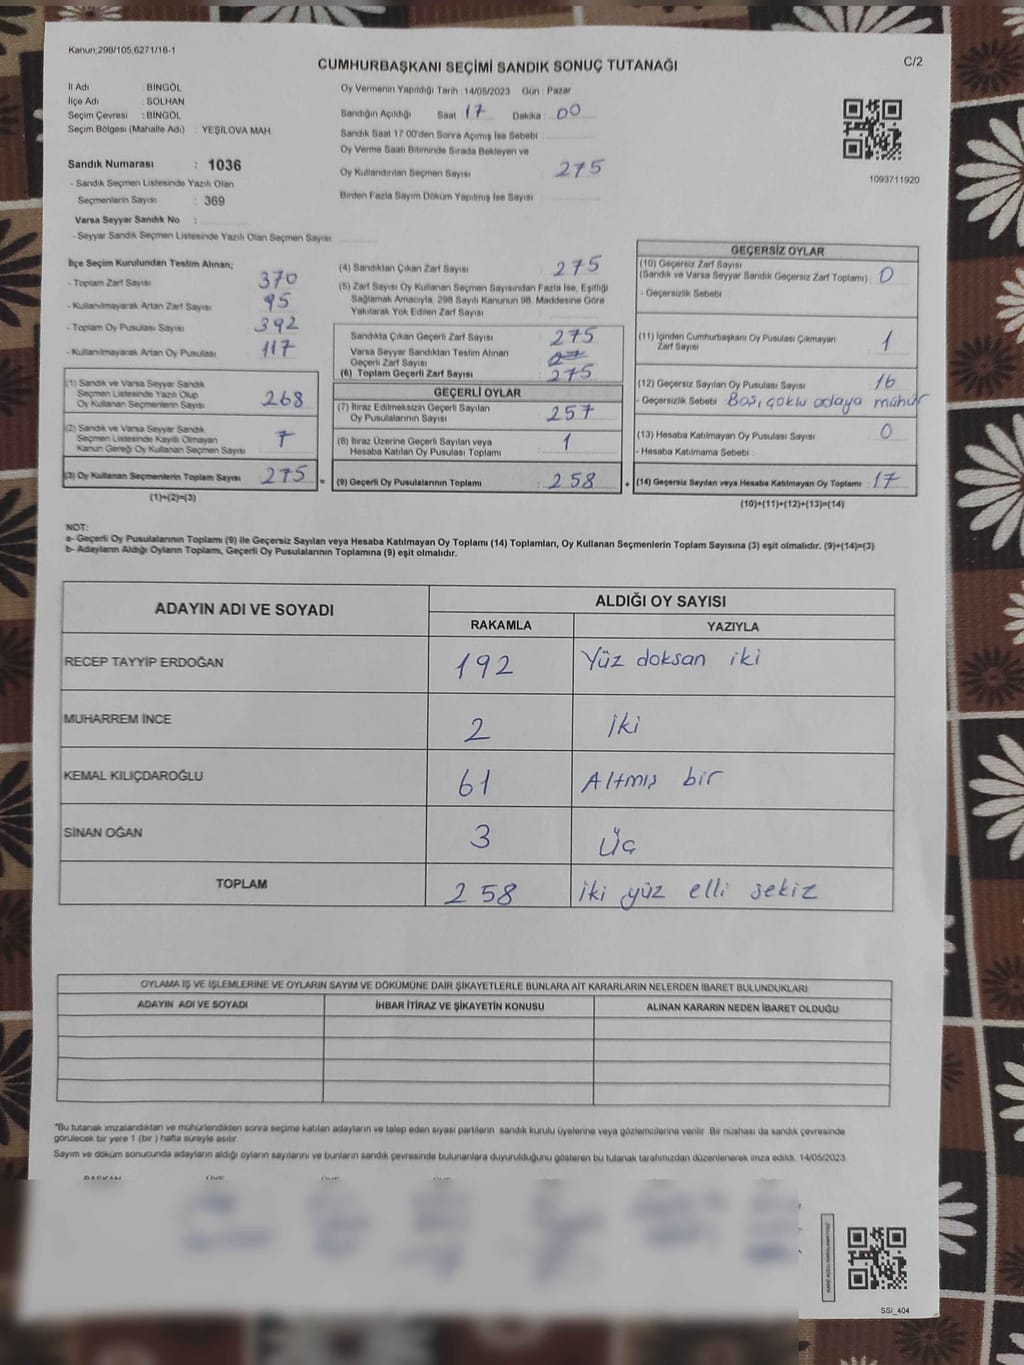 Kanun;298/105;6271/18-1
C/2
CUMHURBAŞKANI SEÇİMİ SANDIK SONUÇ TUTANAĞI
İl Adı : BİNGÖL
İlçe Adı : SOLHAN
Seçim Çevresi : BİNGÖL
Seçim Bölgesi (Mahalle Adı) : YEŞİLOVA MAH.
Sandık Numarası : 1036
- Sandık Seçmen Listesinde Yazılı Olan
Seçmenlerin Sayısı : 369
Varsa Seyyar Sandık No :
- Seyyar Sandık Seçmen Listesinde Yazılı Olan Seçmen Sayısı
Oy Vermenin Yapıldığı Tarih : 14/05/2023 Gün : Pazar
Sandığın Açıldığı Saat : 17 Dakika : 00
Sandık Saat 17:00'den Sonra Açmış İse Sebebi :
Oy Verme Saati Bitiminde Sırada Bekleyen ve
Oy Kullandırılan Seçmen Sayısı : 275
Birden Fazla Sayım Döküm Yapılmış İse Sayısı :
1093711920
İlçe Seçim Kurulundan Teslim Alınan;
- Toplam Zarf Sayısı 370
- Kullanılmayarak Artan Zarf Sayısı 95
- Toplam Oy Pusulası Sayısı 392
- Kullanılmayarak Artan Oy Pusulası 117
(1) Sandık ve Varsa Seyyar Sandık
Seçmen Listesinde Yazılı Olup
Oy Kullanan Seçmenlerin Sayısı 268
(2) Sandık ve Varsa Seyyar Sandık
Seçmen Listesinde Kayıtlı Olmayan
Kanun Gereği Oy Kullanan Seçmen Sayısı 7
(3) Oy Kullanan Seçmenlerin Toplam Sayısı 275 =
(1)+(2)=(3)
(4) Sandıktan Çıkan Zarf Sayısı : 275
(5) Zarf Sayısı Oy Kullanan Seçmen Sayısından Fazla İse, Eşitliği
Sağlamak Amacıyla, 298 Sayılı Kanunun 98. Maddesine Göre
Yakılarak Yok Edilen Zarf Sayısı :
Sandıkta Çıkan Geçerli Zarf Sayısı : 275
Varsa Seyyar Sandıktan Teslim Alınan
Geçerli Zarf Sayısı :
(6) Toplam Geçerli Zarf Sayısı : 275
GEÇERLİ OYLAR
(7) İtiraz Edilmeksizin Geçerli Sayılan
Oy Pusulalarının Sayısı : 257
(8) İtiraz Üzerine Geçerli Sayılan veya
Hesaba Katılan Oy Pusulası Toplamı : 1
(9) Geçerli Oy Pusulalarının Toplamı : 258 +
GEÇERSİZ OYLAR
(10) Geçersiz Zarf Sayısı
(Sandık ve Varsa Seyyar Sandık Geçersiz Zarf Toplamı) : 0
- Geçersizlik Sebebi :
(11) İçinden Cumhurbaşkanı Oy Pusulası Çıkmayan
Zarf Sayısı : 1
(12) Geçersiz Sayılan Oy Pusulası Sayısı : 16
- Geçersizlik Sebebi : Boş, çoklu adaya mühür
(13) Hesaba Katılmayan Oy Pusulası Sayısı : 0
- Hesaba Katılmama Sebebi :
(14) Geçersiz Sayılan veya Hesaba Katılmayan Oy Toplamı : 17
(10)+(11)+(12)+(13)=(14)
NOT:
a- Geçerli Oy Pusulalarının Toplamı (9) ile Geçersiz Sayılan veya Hesaba Katılmayan Oy Toplamı (14) Toplamları, Oy Kullanan Seçmenlerin Toplam Sayısına (3) eşit olmalıdır. (9)+(14)=(3)
b- Adayların Aldığı Oyların Toplamı, Geçerli Oy Pusulalarının Toplamına (9) eşit olmalıdır.
ADAYIN ADI VE SOYADI
ALDIĞI OY SAYISI
RAKAMLA YAZIYLA
RECEP TAYYİP ERDOĞAN 192 Yüz doksan iki
MUHARREM İNCE 2 İki
KEMAL KILIÇDAROĞLU 61 Altmış bir
SİNAN OĞAN 3 Üç
TOPLAM 258 iki yüz elli sekiz
OYLAMA İŞ VE İŞLEMLERİNE VE OYLARIN SAYIM VE DÖKÜMÜNE DAİR ŞİKAYETLERLE BUNLARA AİT KARARLARIN NELERDEN İBARET BULUNDUKLARI
ADAYIN ADI VE SOYADI İHBAR İTİRAZ VE ŞİKAYETİN KONUSU ALINAN KARARIN NEDEN İBARET OLDUĞU
*Bu tutanak imzalandıktan ve mühürlendikten sonra seçime katılan adayların ve talep eden siyasi partilerin sandık kurulu üyelerine veya gözlemcilerine verilir. Bir nüshası da sandık çevresinde
görülecek bir yere 1 (bir) hafta süreyle asılır.
Sayım ve döküm sonucunda adayların aldığı oyların sayılarını ve bunların sandık çevresinde bulunanlara duyurulduğunu gösteren bu tutanak tarafımızdan düzenlenerek imza edildi. 14/05/2023
SSİ_404